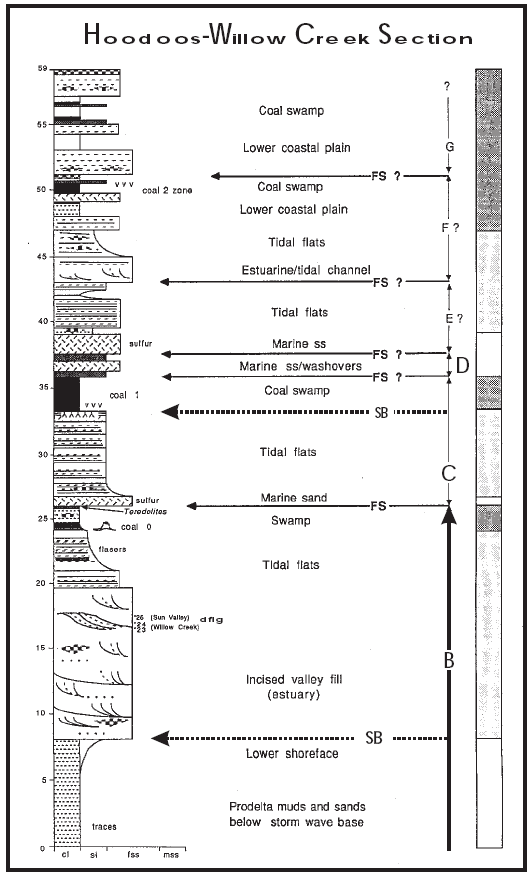 Hoodoos-Willow Creek Section
59
?
Coal swamp
55
Lower coastal plain
G
FS ?
50
v v v
coal 2 zone
Coal swamp
Lower coastal plain
F ?
Tidal flats
45
Estuarine/tidal channel
FS ?
Tidal flats
E ?
40
sulfur
Marine ss
FS ?
D
Marine ss/washovers
FS ?
35
coal 1
Coal swamp
v v v
SB
30
Tidal flats
C
sulfur
Marine sand
Teredolites
FS
25
coal 0
Swamp
flasers
Tidal flats
20
*26 (Sun Valley)
dflg
*24
*23 (Willow Creek)
15
B
Incised valley fill
(estuary)
10
SB
Lower shoreface
5
Prodelta muds and sands
below storm wave base
traces
0
cl si fss mss